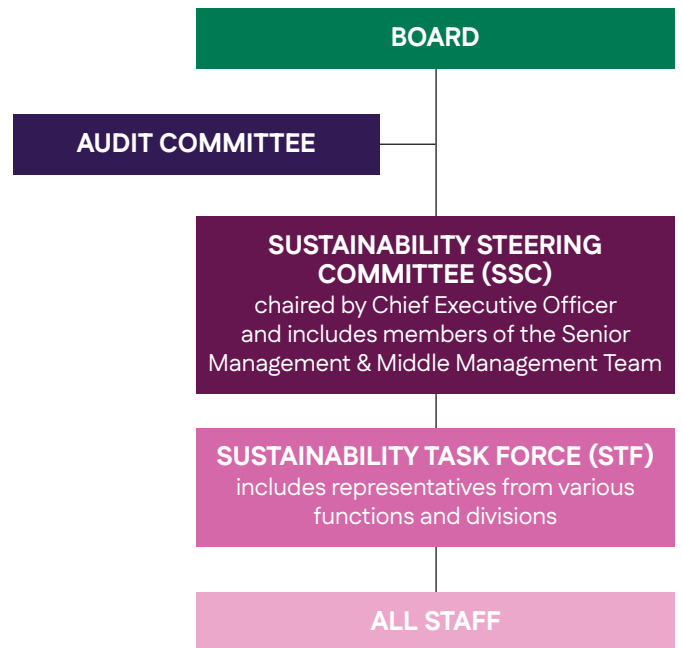 BOARD
AUDIT COMMITTEE
SUSTAINABILITY STEERING
COMMITTEE (SSC)
chaired by Chief Executive Officer
and includes members of the Senior
Management & Middle Management Team
SUSTAINABILITY TASK FORCE (STF)
includes representatives from various
functions and divisions
ALL STAFF